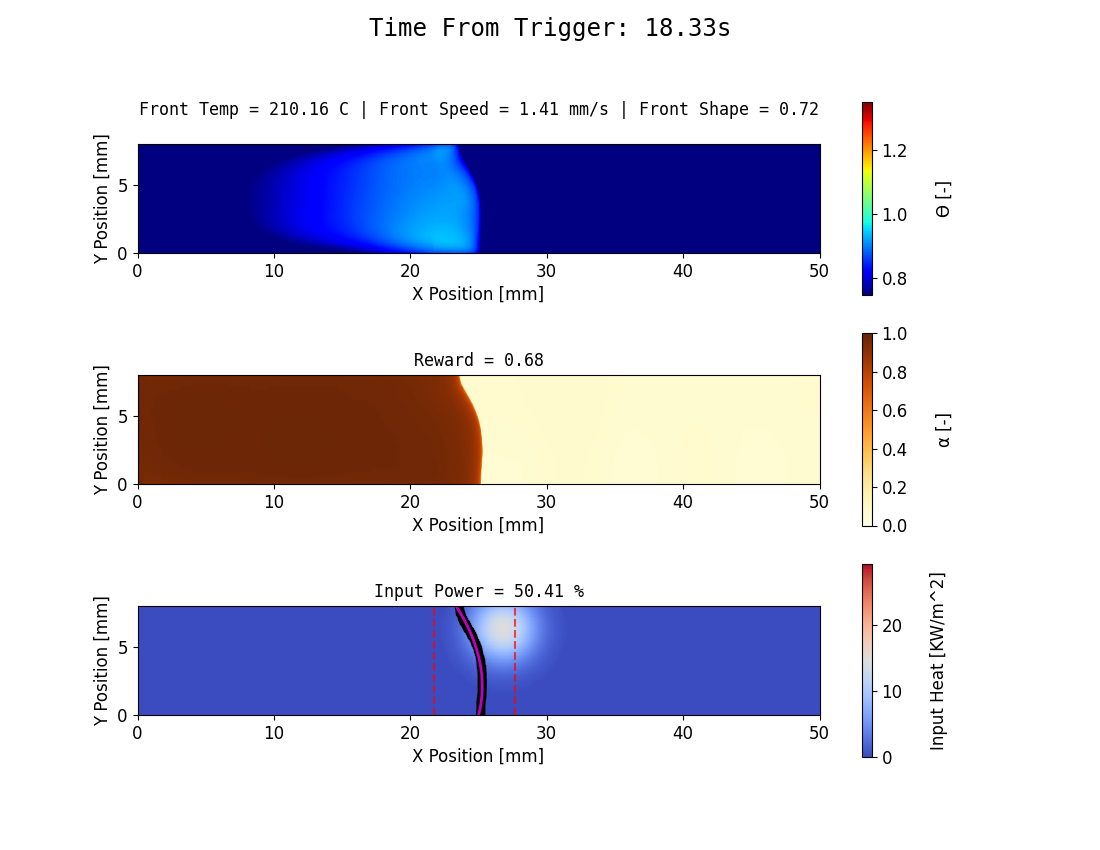 Time From Trigger: 18.33s
Front Temp = 210.16 C | Front Speed = 1.41 mm/s | Front Shape = 0.72
Y Position [mm]
5
0
0 10 20 30 40 50
X Position [mm]
1.2
1.0
0.8
Θ [-]
Reward = 0.68
Y Position [mm]
5
0
0 10 20 30 40 50
X Position [mm]
1.0
0.8
0.6
0.4
0.2
0.0
α [-]
Input Power = 50.41 %
Y Position [mm]
5
0
0 10 20 30 40 50
X Position [mm]
20
10
0
Input Heat [KW/m^2]